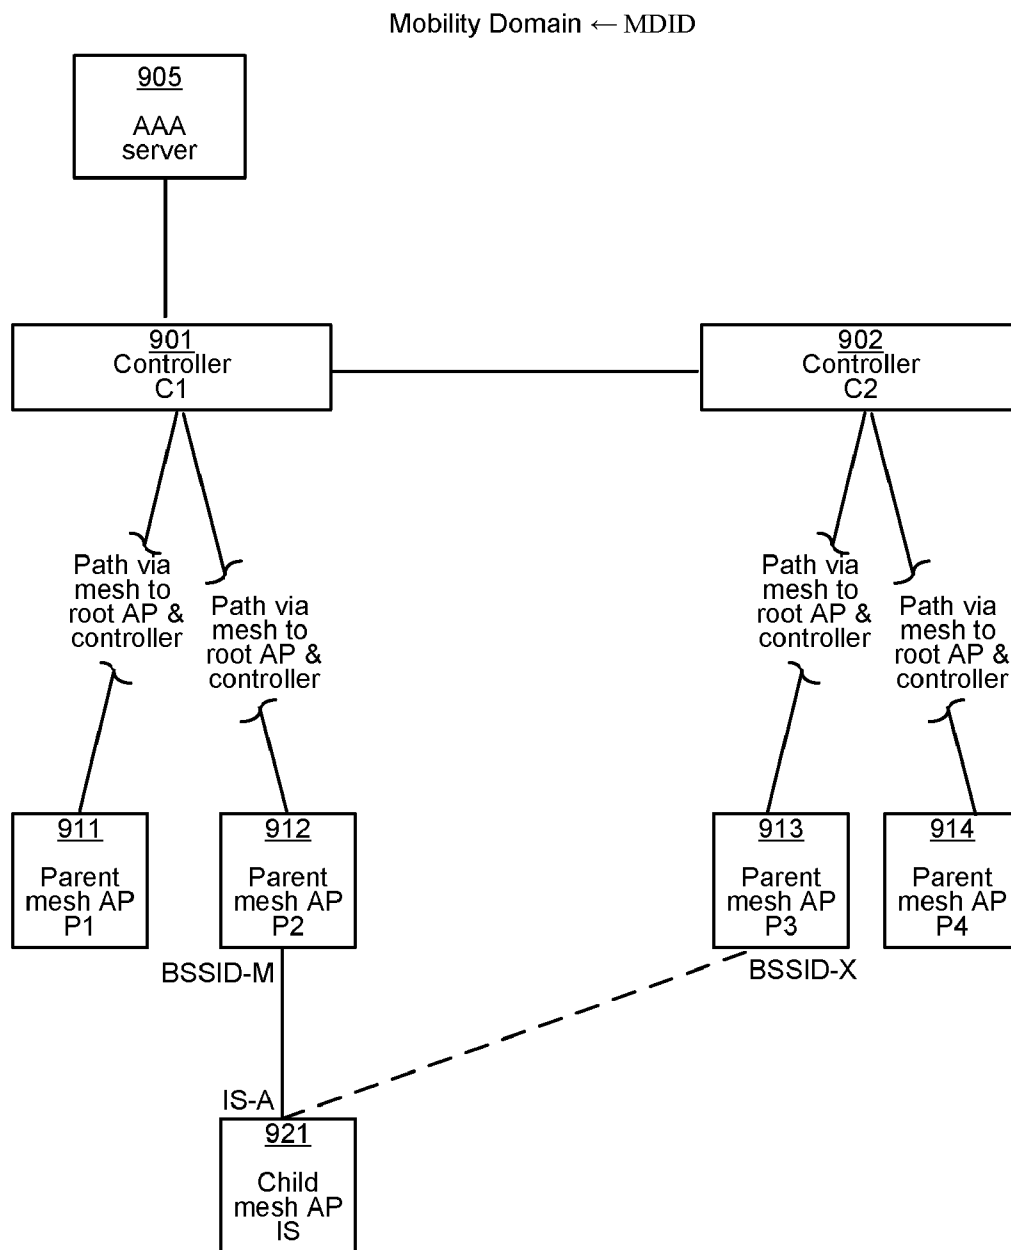 Mobility Domain ← MDID
905
AAA
server
901
Controller
C1
902
Controller
C2
Path via
mesh to
root AP &
controller
Path via
mesh to
root AP &
controller
Path via
mesh to
root AP &
controller
Path via
mesh to
root AP &
controller
911
Parent
mesh AP
P1
912
Parent
mesh AP
P2
913
Parent
mesh AP
P3
914
Parent
mesh AP
P4
BSSID-M
BSSID-X
IS-A
921
Child
mesh AP
IS